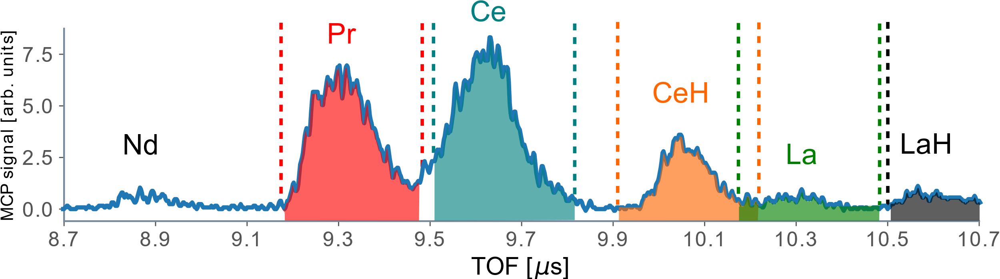 Ce
Pr
CeH
Nd
La
LaH
MCP signal [arb. units]
7.5
5.0
2.5
0.0
8.7 8.9 9.1 9.3 9.5 9.7 9.9 10.1 10.3 10.5 10.7
TOF [μs]